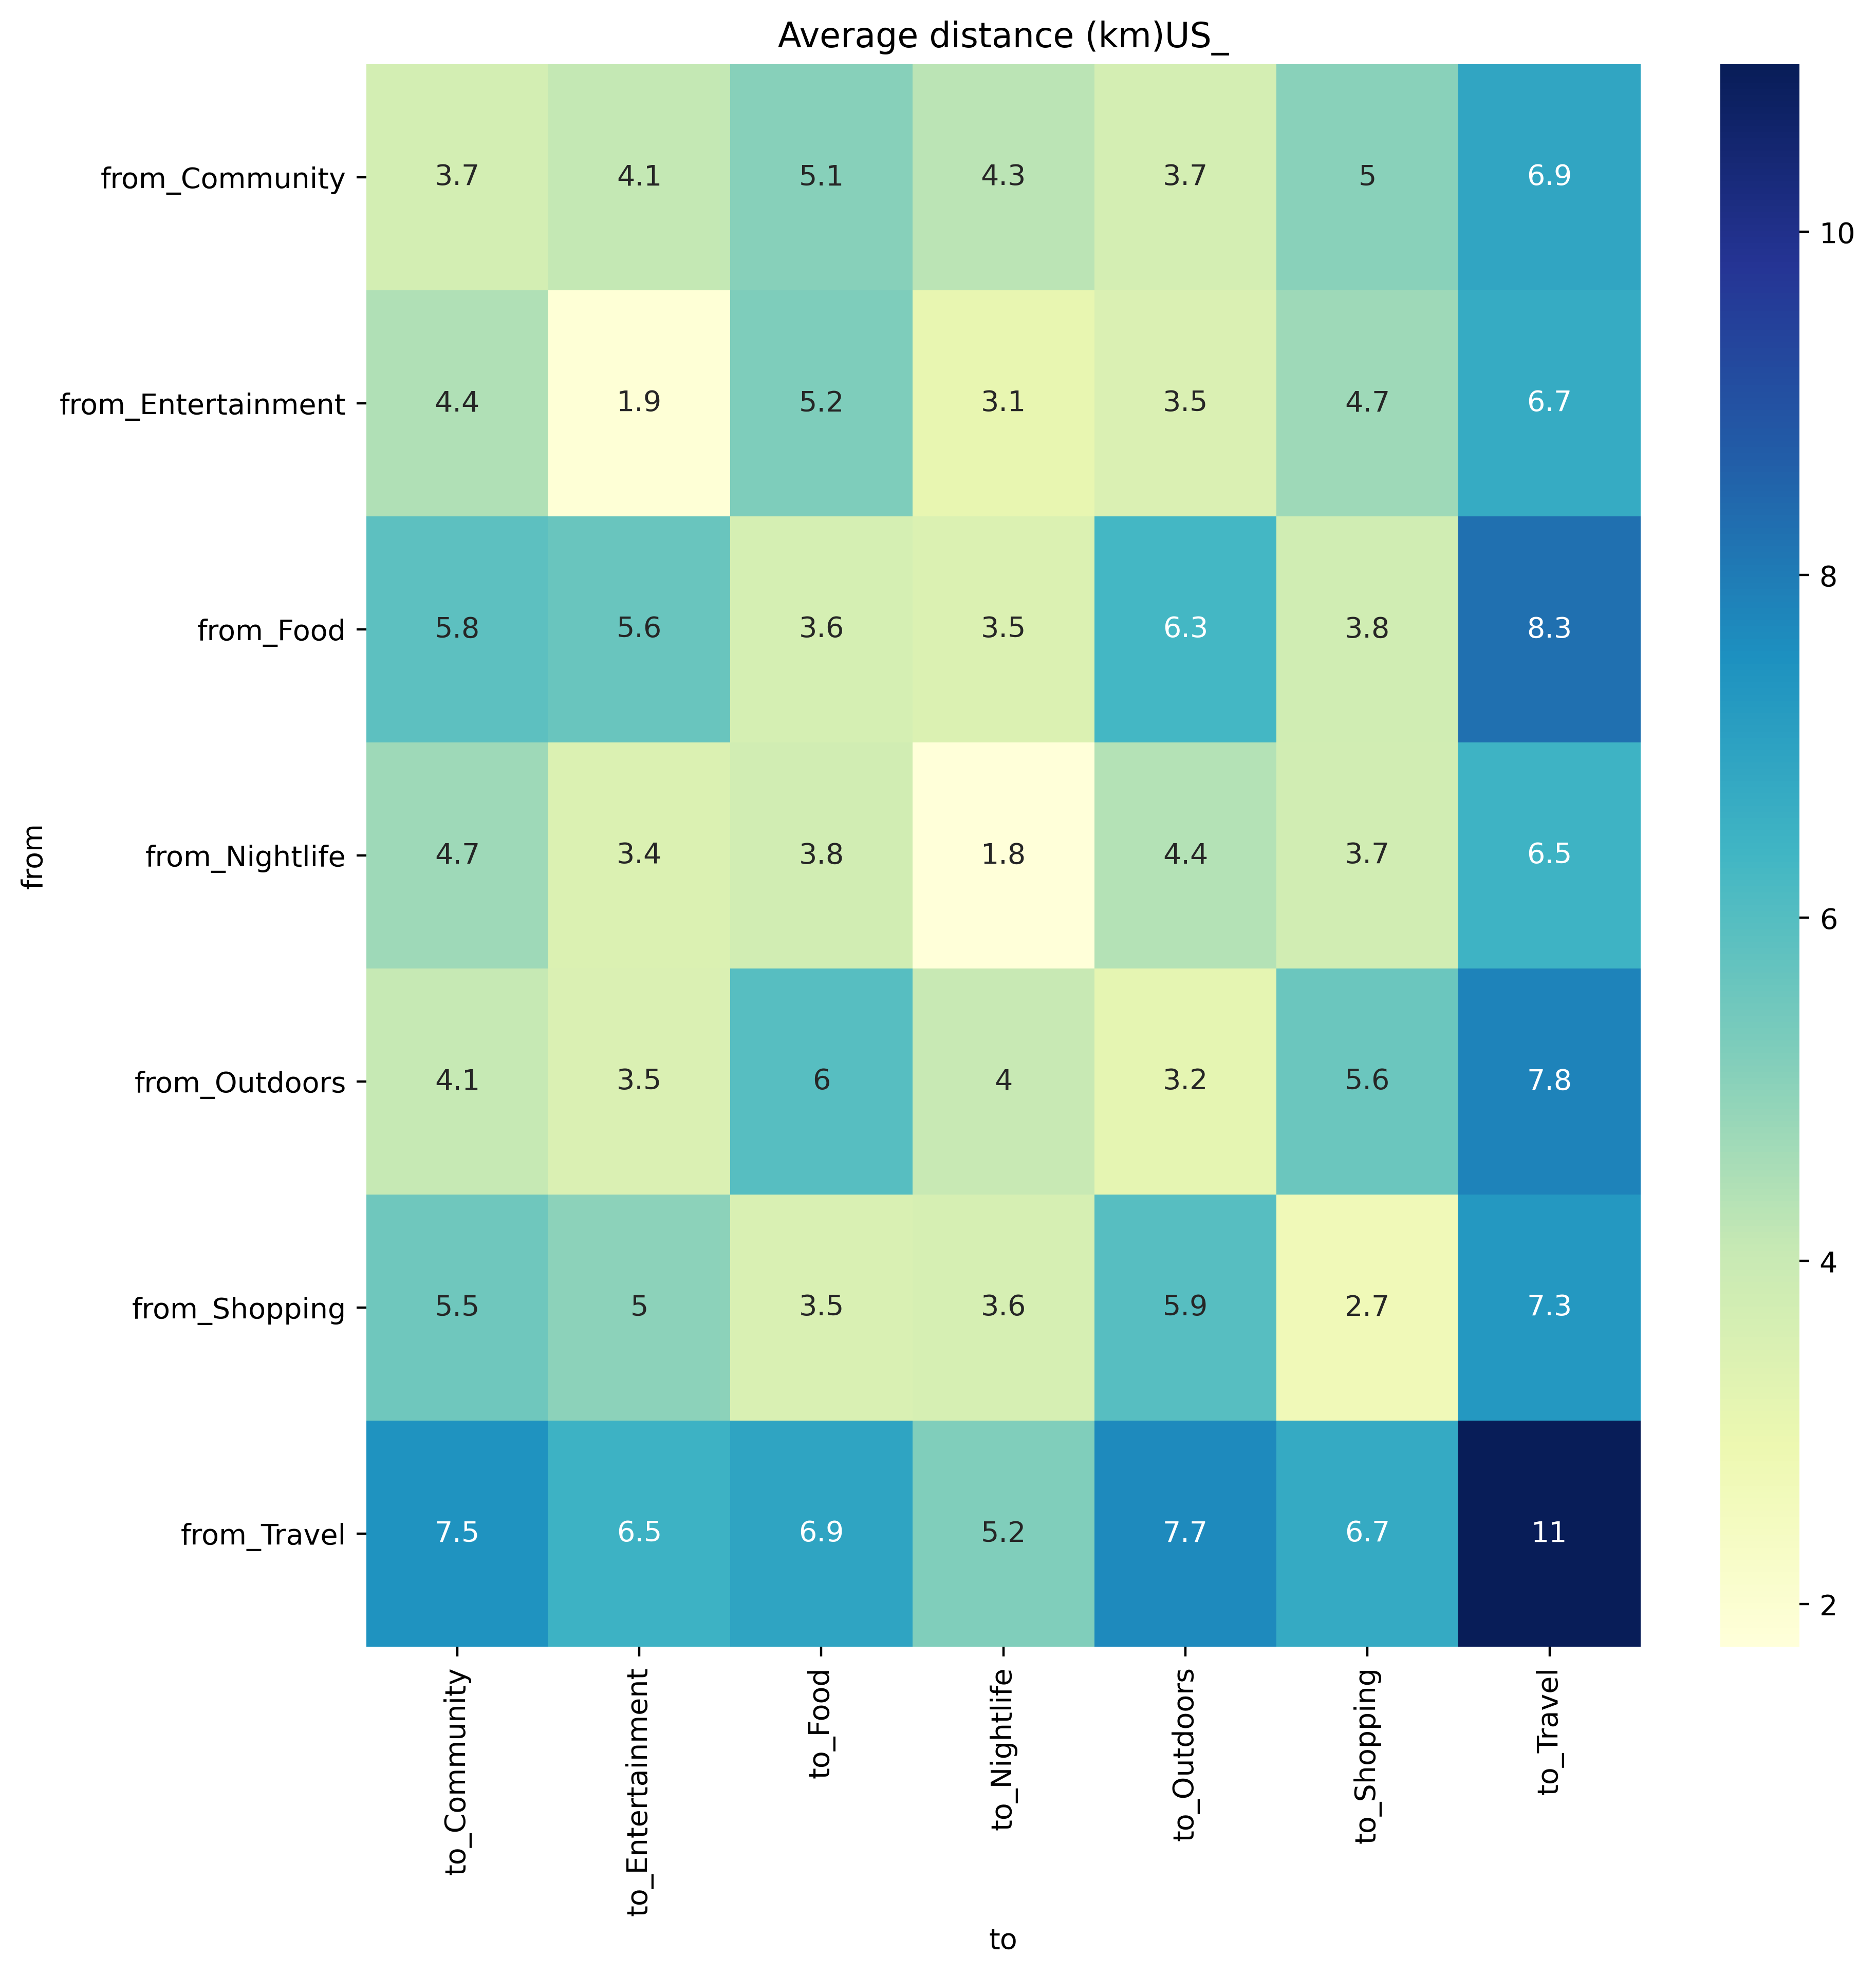 Average distance (km)US_
from_Community 3.7 4.1 5.1 4.3 3.7 5 6.9
from_Entertainment 4.4 1.9 5.2 3.1 3.5 4.7 6.7
from_Food 5.8 5.6 3.6 3.5 6.3 3.8 8.3
from_Nightlife 4.7 3.4 3.8 1.8 4.4 3.7 6.5
from_Outdoors 4.1 3.5 6 4 3.2 5.6 7.8
from_Shopping 5.5 5 3.5 3.6 5.9 2.7 7.3
from_Travel 7.5 6.5 6.9 5.2 7.7 6.7 11
from
to_Community
to_Entertainment
to_Food
to_Nightlife
to_Outdoors
to_Shopping
to_Travel
to
10
8
6
4
2